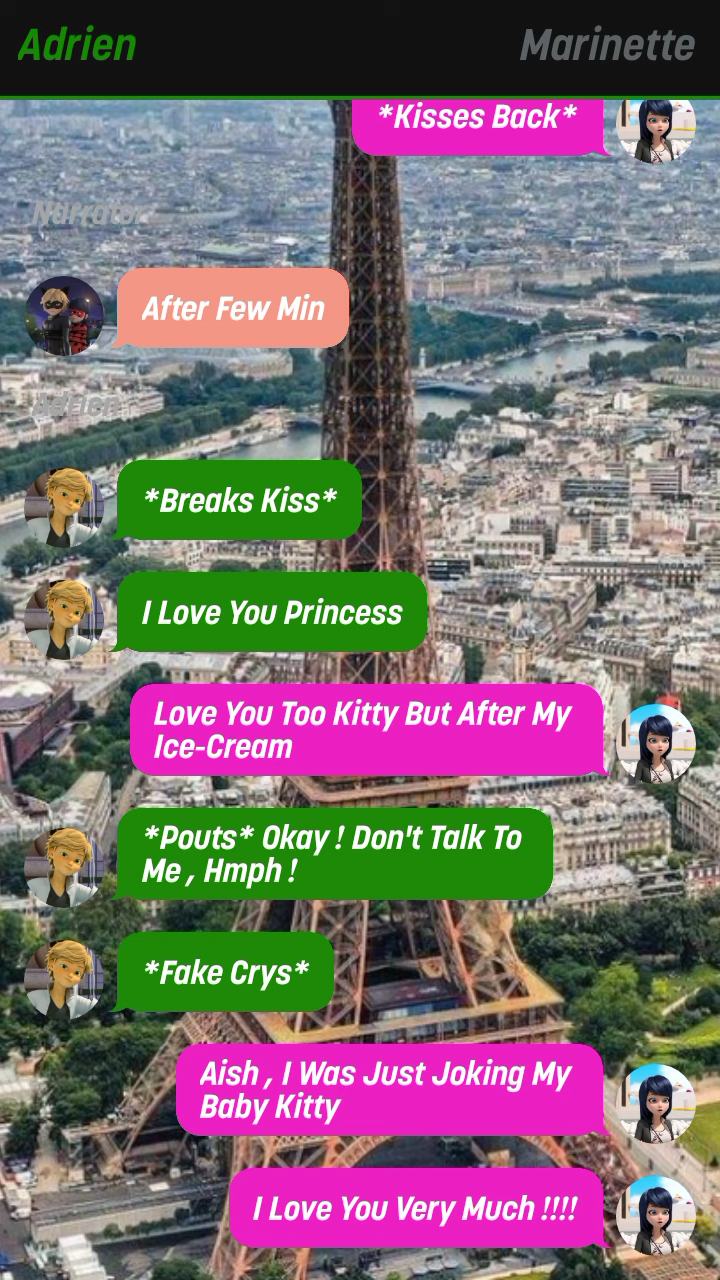 Adrien
Marinette
*Kisses Back*
Narrator
After Few Min
Adrien
*Breaks Kiss*
I Love You Princess
Love You Too Kitty But After My
Ice-Cream
*Pouts* Okay ! Don't Talk To
Me , Hmph !
*Fake Crys*
Aish , I Was Just Joking My
Baby Kitty
I Love You Very Much !!!!